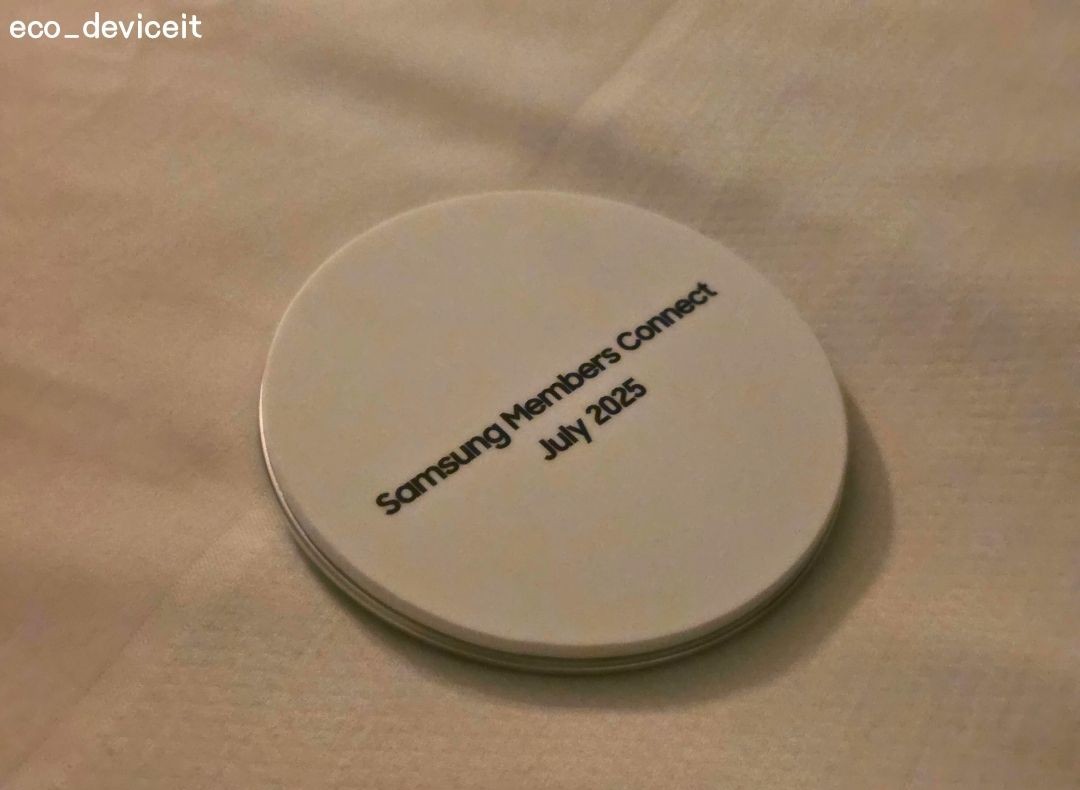 eco_deviceit
Samsung Members Connect
July 2025